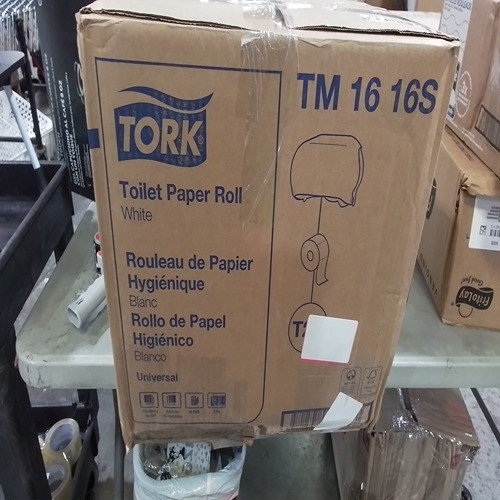 TM 16 16S
TORK
Toilet Paper Roll
White
Rouleau de Papier
Hygiénique
Blanc
Rollo de Papel
Higiénico
Blanco
Universal
FritoLay